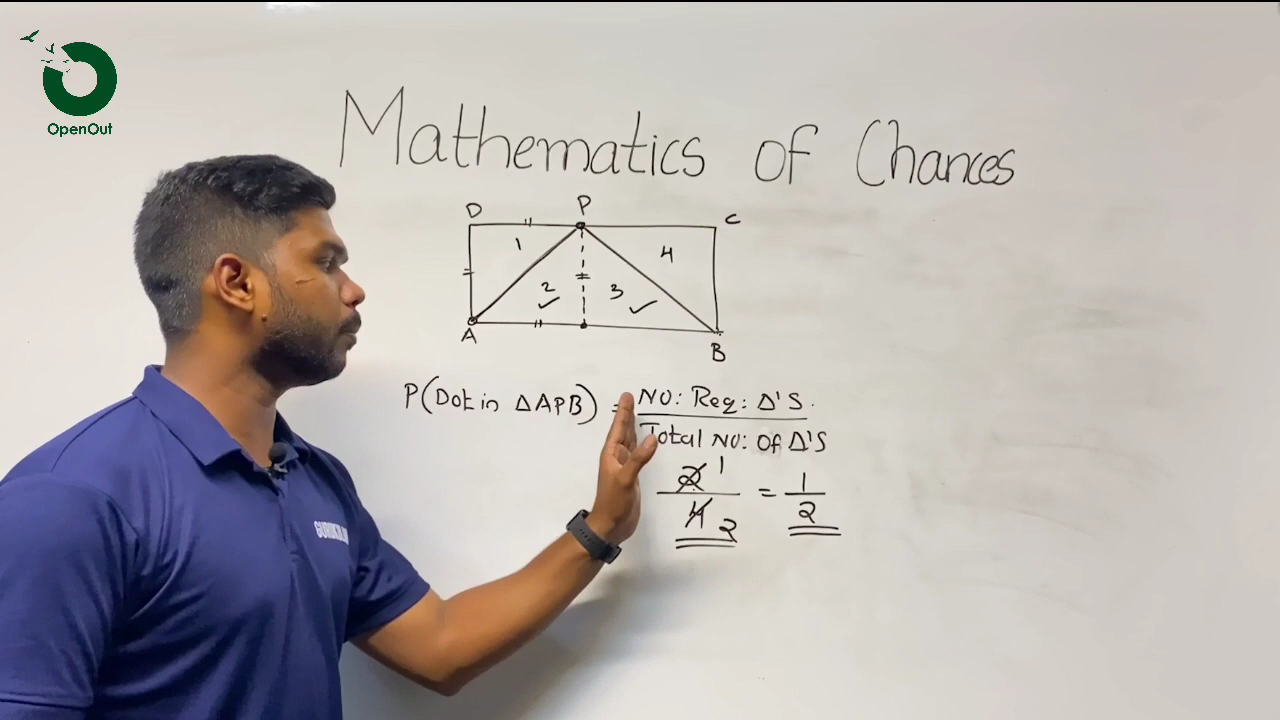 OpenOut
Mathematics of Chances
D P C
1 4
2 3
A B
P(Dot in ΔAPB) = NO: Req: Δ'S.
Total NO: Of Δ'S
2 1 = 1
4 2 2